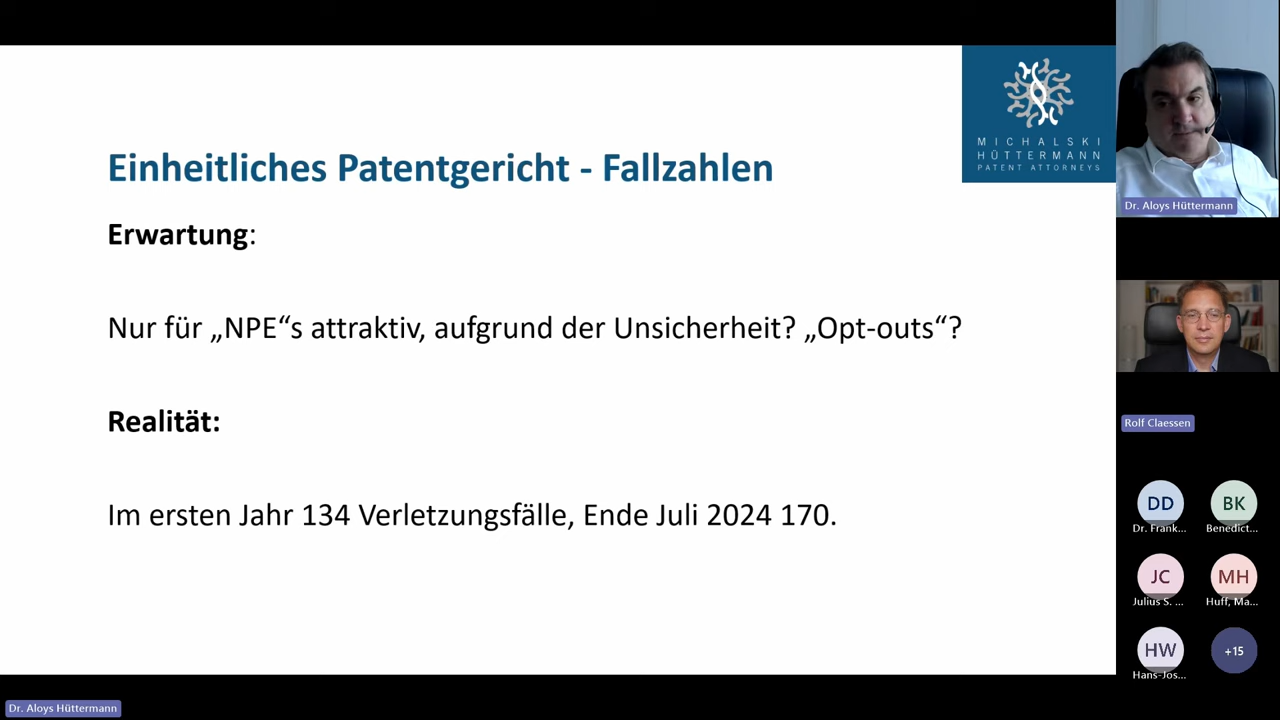 MICHALSKI
HÜTTERMANN
PATENT ATTORNEYS
Einheitliches Patentgericht - Fallzahlen
Erwartung:
Nur für „NPE“s attraktiv, aufgrund der Unsicherheit? „Opt-outs“?
Realität:
Im ersten Jahr 134 Verletzungsfälle, Ende Juli 2024 170.
Dr. Aloys Hüttermann
Rolf Claessen
DD
BK
Dr. Frank...
Benedict...
JC
MH
Julius S. ...
Huff, Ma...
HW
+15
Hans-Jos...
Dr. Aloys Hüttermann